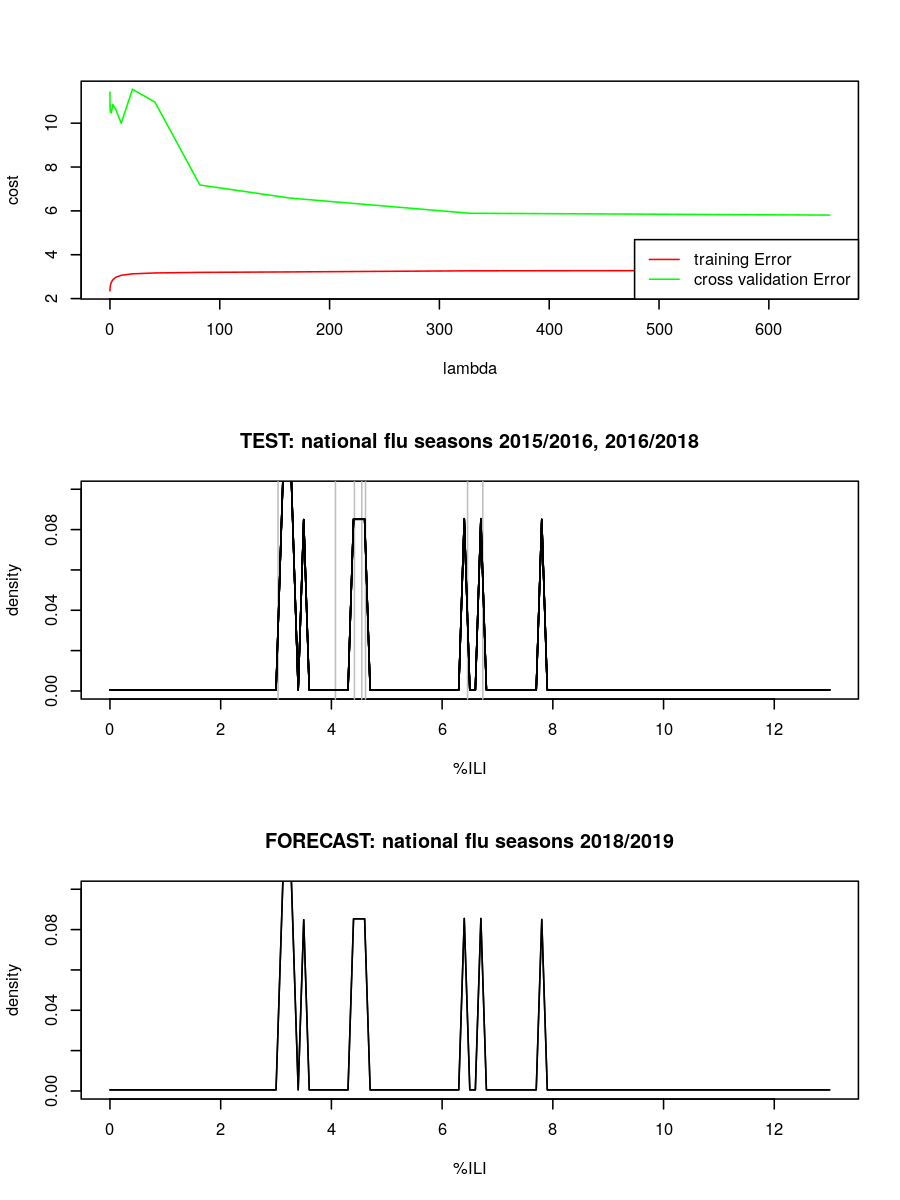 cost
10
8
6
4
2
training Error
cross validation Error
0 100 200 300 400 500 600
lambda
TEST: national flu seasons 2015/2016, 2016/2018
density
0.08
0.04
0.00
0 2 4 6 8 10 12
%ILI
FORECAST: national flu seasons 2018/2019
density
0.08
0.04
0.00
0 2 4 6 8 10 12
%ILI